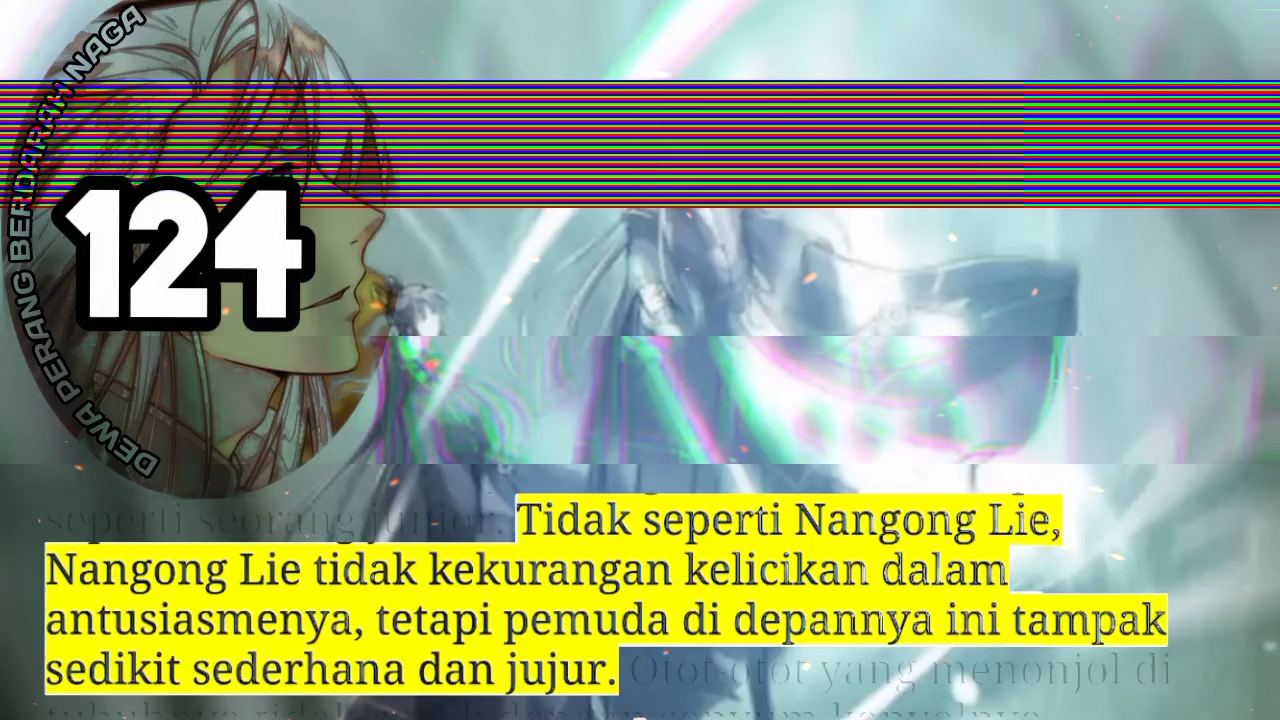 DEWA PERANG BERDARAH NAGA
124
seperti seorang junior. Tidak seperti Nangong Lie,
Nangong Lie tidak kekurangan kelicikan dalam
antusiasmenya, tetapi pemuda di depannya ini tampak
sedikit sederhana dan jujur. Otot-otot yang menonjol di